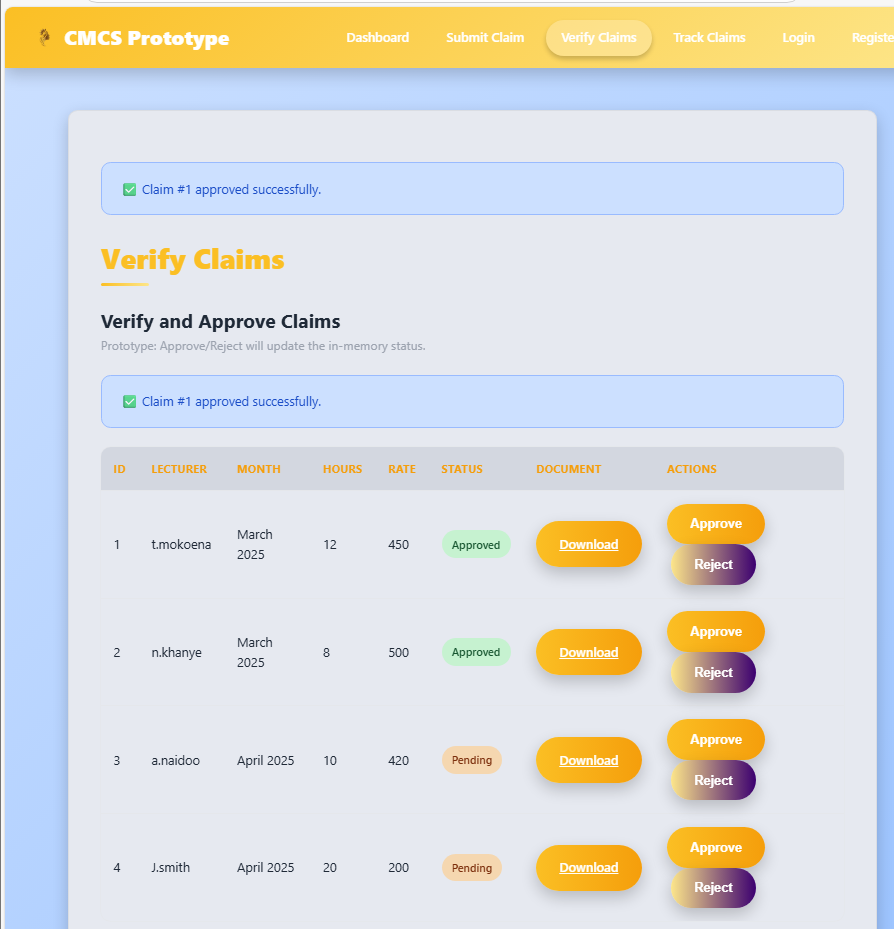 CMCS Prototype
Dashboard Submit Claim Verify Claims Track Claims Login Registe
✅ Claim #1 approved successfully.
Verify Claims
Verify and Approve Claims
Prototype: Approve/Reject will update the in-memory status.
✅ Claim #1 approved successfully.
ID LECTURER MONTH HOURS RATE STATUS DOCUMENT ACTIONS
1 t.mokoena March 2025 12 450 Approved Download Approve Reject
2 n.khanye March 2025 8 500 Approved Download Approve Reject
3 a.naidoo April 2025 10 420 Pending Download Approve Reject
4 J.smith April 2025 20 200 Pending Download Approve Reject